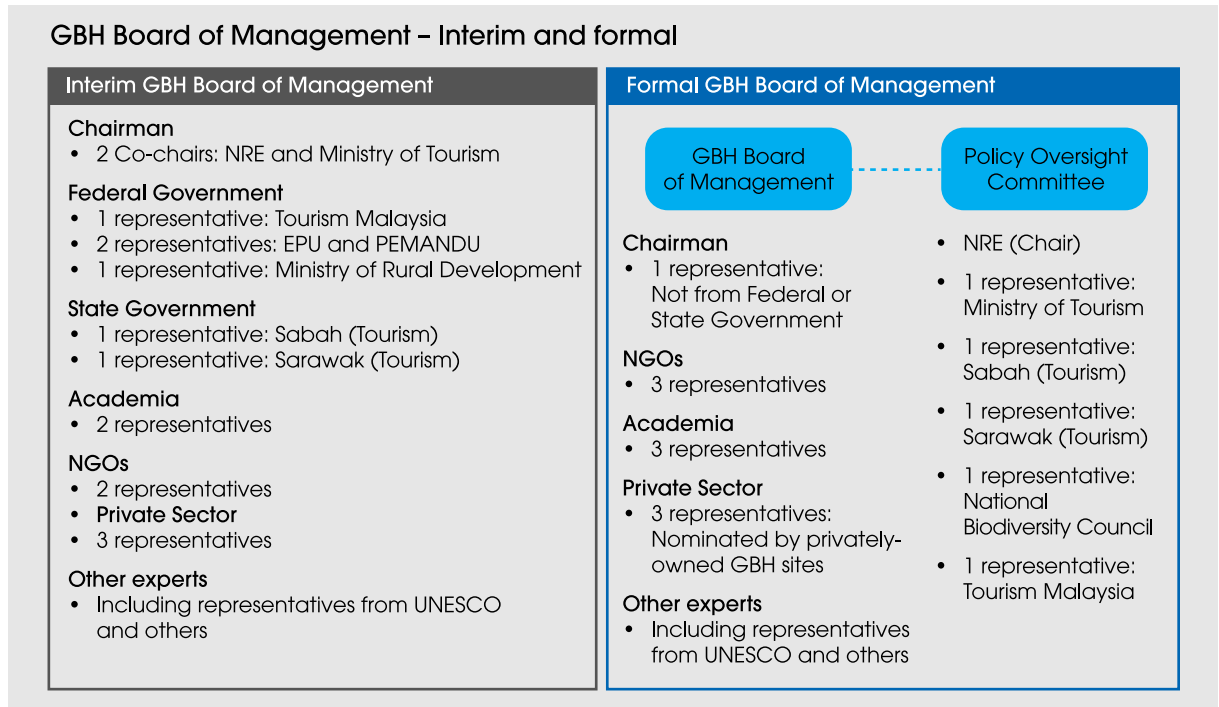 GBH Board of Management – Interim and formal
Interim GBH Board of Management
Chairman
• 2 Co-chairs: NRE and Ministry of Tourism
Federal Government
• 1 representative: Tourism Malaysia
• 2 representatives: EPU and PEMANDU
• 1 representative: Ministry of Rural Development
State Government
• 1 representative: Sabah (Tourism)
• 1 representative: Sarawak (Tourism)
Academia
• 2 representatives
NGOs
• 2 representatives
• Private Sector
• 3 representatives
Other experts
• Including representatives from UNESCO
and others
Formal GBH Board of Management
GBH Board
of Management
Chairman
• 1 representative:
Not from Federal or
State Government
NGOs
• 3 representatives
Academia
• 3 representatives
Private Sector
• 3 representatives:
Nominated by privately-
owned GBH sites
Other experts
• Including representatives
from UNESCO and others
Policy Oversight
Committee
• NRE (Chair)
• 1 representative:
Ministry of Tourism
• 1 representative:
Sabah (Tourism)
• 1 representative:
Sarawak (Tourism)
• 1 representative:
National
Biodiversity Council
• 1 representative:
Tourism Malaysia